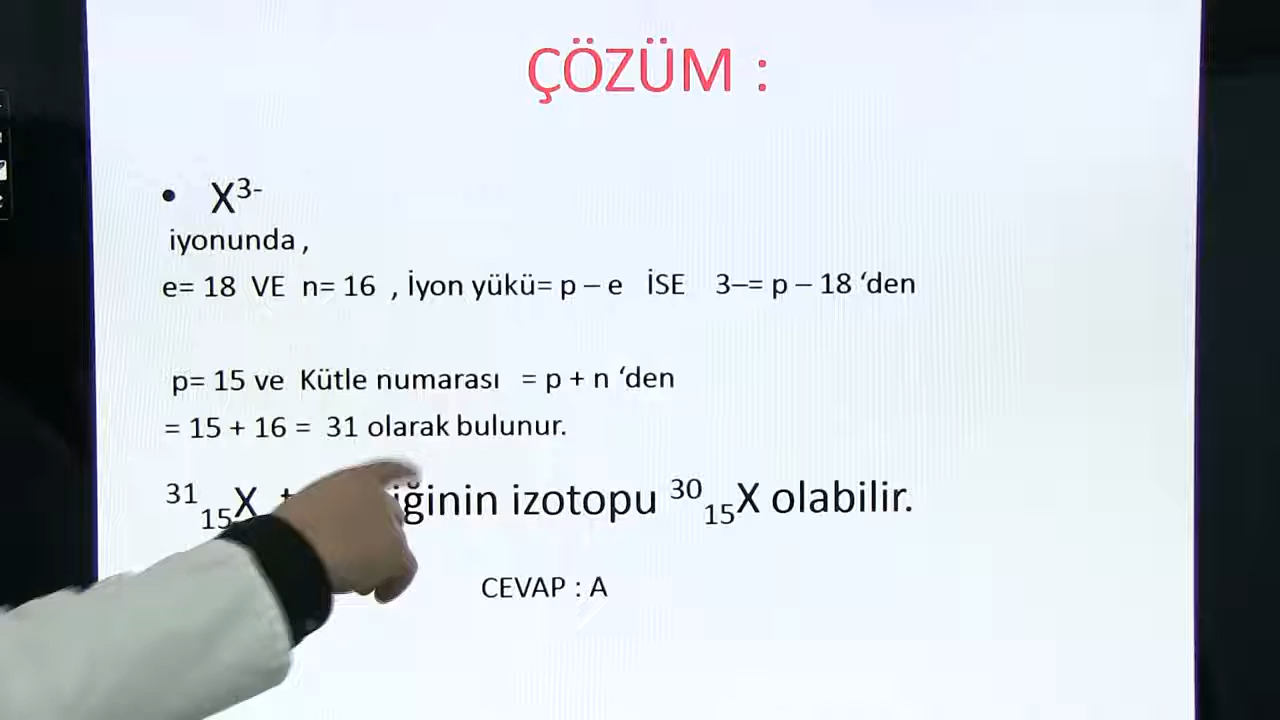 ÇÖZÜM :
• X³⁻
iyonunda ,
e= 18 VE n= 16 , İyon yükü= p – e İSE 3–= p – 18 ‘den
p= 15 ve Kütle numarası = p + n ‘den
= 15 + 16 = 31 olarak bulunur.
³¹₁₅X izotopu ³⁰₁₅X olabilir.
CEVAP : A